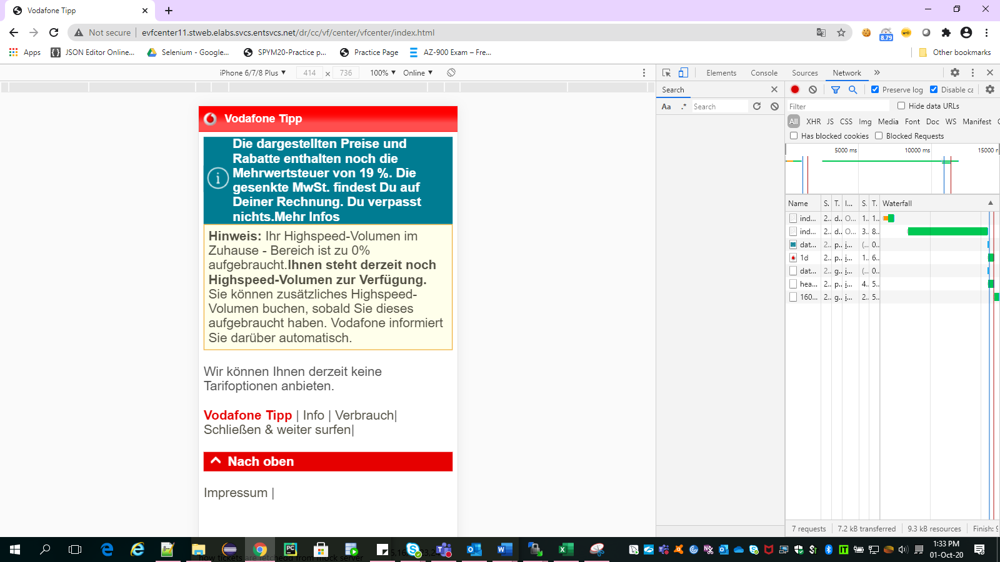 Vodafone Tipp
Not secure
evfcenter11.stweb.elabs.svcs.entsvcs.net/dr/cc/vf/center/vfcenter/index.html
8.79
Apps
JSON Editor Online...
Selenium - Google...
SPYM20-Practice p...
Practice Page
AZ-900 Exam – Fre...
Other bookmarks
iPhone 6/7/8 Plus ▼
414 × 736
100% ▼
Online ▼
Elements
Console
Sources
Network
»
Search
Preserve log
Disable ca
Aa
.*
Search
Filter
Hide data URLs
All
XHR
JS
CSS
Img
Media
Font
Doc
WS
Manifest
Has blocked cookies
Blocked Requests
5000 ms
10000 ms
15000
Name
S.
T.
I...
S.
T.
Waterfall
ind... 2.. d.. O... 1.. 1..
ind... 2.. d.. O... 3.. 8..
dat... 2.. p.. i... (... 0..
1d 2.. p.. i... 1.. 6..
dat... 2.. g.. i... (... 0..
hea... 2.. p.. i... 4.. 5..
160... 2.. g.. i... 2.. 5..
7 requests
7.2 kB transferred
9.3 kB resources
Finish:
Vodafone Tipp
Die dargestellten Preise und
Rabatte enthalten noch die
Mehrwertsteuer von 19 %. Die
gesenkte MwSt. findest Du auf
Deiner Rechnung. Du verpasst
nichts.Mehr Infos
Hinweis: Ihr Highspeed-Volumen im
Zuhause - Bereich ist zu 0%
aufgebraucht.Ihnen steht derzeit noch
Highspeed-Volumen zur Verfügung.
Sie können zusätzliches Highspeed-
Volumen buchen, sobald Sie dieses
aufgebraucht haben. Vodafone informiert
Sie darüber automatisch.
Wir können Ihnen derzeit keine
Tarifoptionen anbieten.
Vodafone Tipp | Info | Verbrauch|
Schließen & weiter surfen|
Nach oben
Impressum |
how tickets are fetchedd from mock server
1:33 PM
01-Oct-20